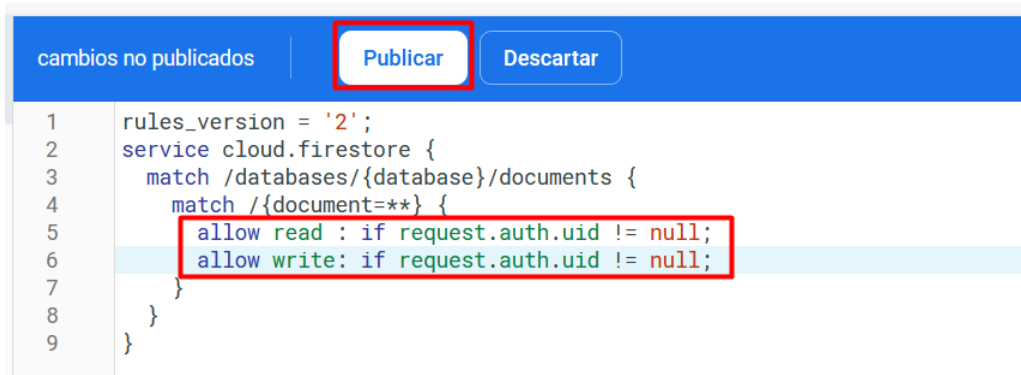 cambios no publicados Publicar Descartar
1 rules_version = '2';
2 service cloud.firestore {
3 match /databases/{database}/documents {
4 match /{document=**} {
5 allow read : if request.auth.uid != null;
6 allow write: if request.auth.uid != null;
7 }
8 }
9 }